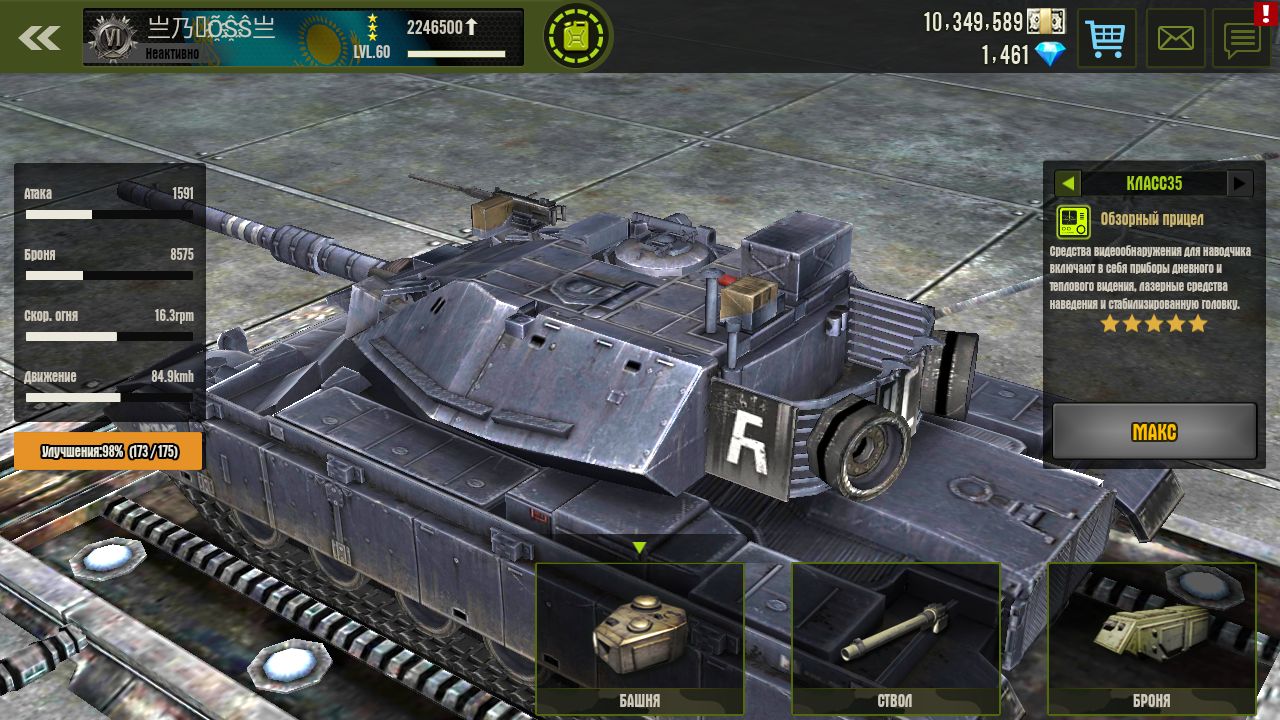 VI
Неактивно
LVL.60
2246500
10,349,589
1,461
!
Атака 1591
Броня 8575
Скор. огня 16.3rpm
Движение 84.9kmh
Улучшения:98% (173 / 175)
КЛАСС35
Обзорный прицел
Средства видеообнаружения для наводчика
включают в себя приборы дневного и
теплового видения, лазерные средства
наведения и стабилизированную головку.
МАКС
БАШНЯ
СТВОЛ
БРОНЯ